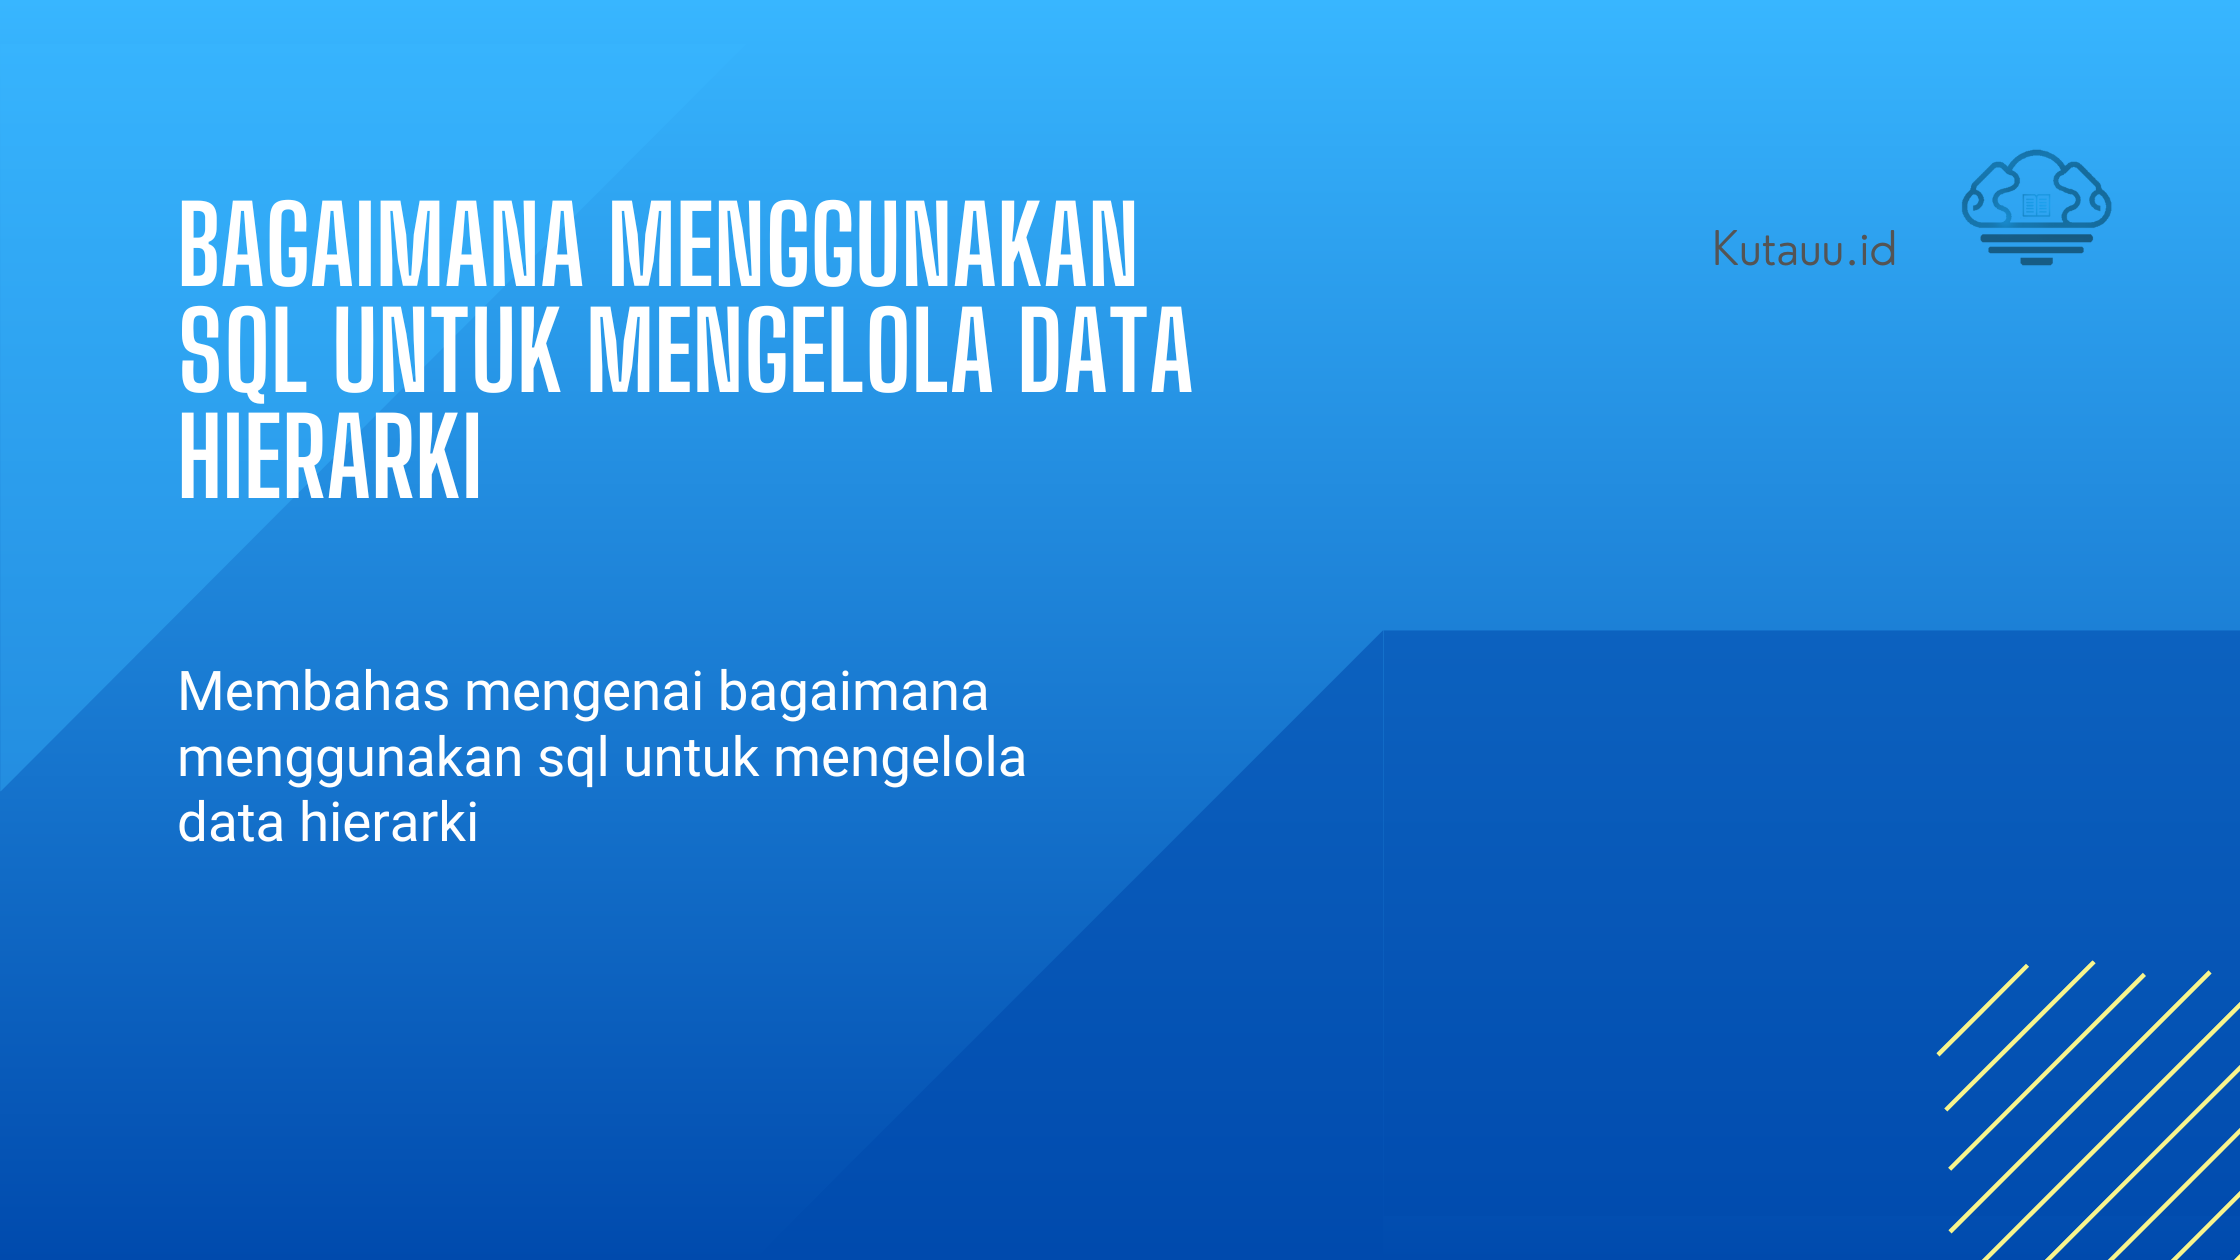 BAGAIMANA MENGGUNAKAN
SQL UNTUK MENGELOLA DATA
HIERARKI
Kutauu.id
Membahas mengenai bagaimana
menggunakan sql untuk mengelola
data hierarki